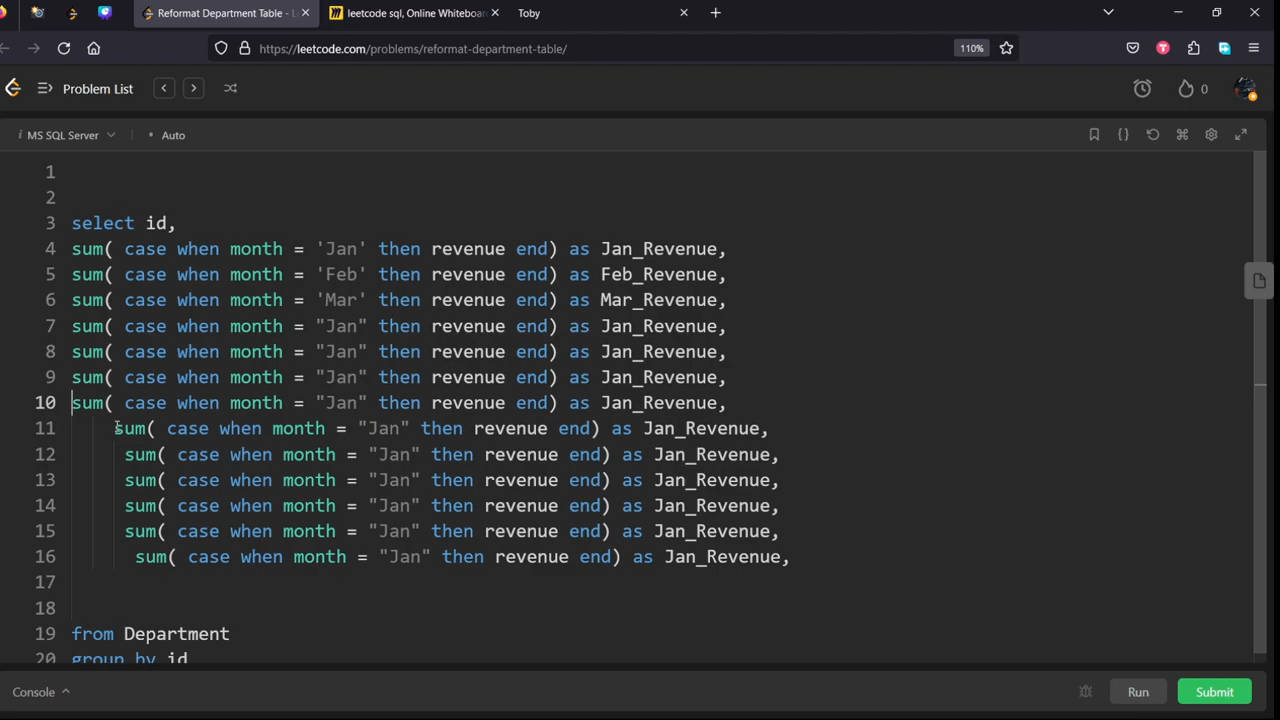 Reformat Department Table - L
leetcode sql, Online Whiteboard
Toby
https://leetcode.com/problems/reformat-department-table/
110%
Problem List
0
i MS SQL Server
• Auto
1
2
3 select id,
4 sum( case when month = 'Jan' then revenue end) as Jan_Revenue,
5 sum( case when month = 'Feb' then revenue end) as Feb_Revenue,
6 sum( case when month = 'Mar' then revenue end) as Mar_Revenue,
7 sum( case when month = "Jan" then revenue end) as Jan_Revenue,
8 sum( case when month = "Jan" then revenue end) as Jan_Revenue,
9 sum( case when month = "Jan" then revenue end) as Jan_Revenue,
10 sum( case when month = "Jan" then revenue end) as Jan_Revenue,
11 sum( case when month = "Jan" then revenue end) as Jan_Revenue,
12 sum( case when month = "Jan" then revenue end) as Jan_Revenue,
13 sum( case when month = "Jan" then revenue end) as Jan_Revenue,
14 sum( case when month = "Jan" then revenue end) as Jan_Revenue,
15 sum( case when month = "Jan" then revenue end) as Jan_Revenue,
16 sum( case when month = "Jan" then revenue end) as Jan_Revenue,
17
18
19 from Department
20 group by id
Console
Run
Submit